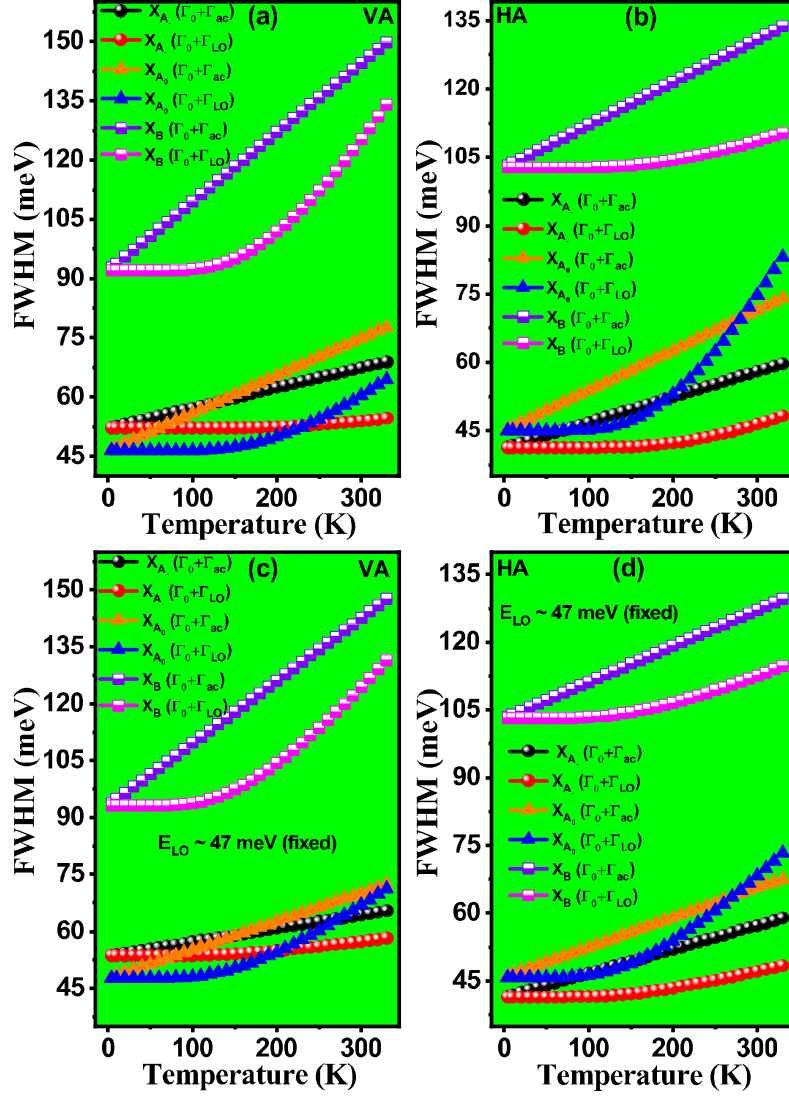 (a) VA
X_A- (Γ0+Γac)
X_A- (Γ0+ΓLO)
X_A0 (Γ0+Γac)
X_A0 (Γ0+ΓLO)
X_B (Γ0+Γac)
X_B (Γ0+ΓLO)
150
135
120
105
90
75
60
45
FWHM (meV)
0 100 200 300
Temperature (K)
HA (b)
135
120
105
90
75
60
45
FWHM (meV)
X_A- (Γ0+Γac)
X_A- (Γ0+ΓLO)
X_A0 (Γ0+Γac)
X_A0 (Γ0+ΓLO)
X_B (Γ0+Γac)
X_B (Γ0+ΓLO)
0 100 200 300
Temperature (K)
(c) VA
X_A- (Γ0+Γac)
X_A- (Γ0+ΓLO)
X_A0 (Γ0+Γac)
X_A0 (Γ0+ΓLO)
X_B (Γ0+Γac)
X_B (Γ0+ΓLO)
150
135
120
105
90
75
60
45
FWHM (meV)
E_LO ~ 47 meV (fixed)
0 100 200 300
Temperature (K)
HA (d)
E_LO ~ 47 meV (fixed)
135
120
105
90
75
60
45
FWHM (meV)
X_A- (Γ0+Γac)
X_A (Γ0+ΓLO)
X_A0 (Γ0+Γac)
X_A0 (Γ0+ΓLO)
X_B (Γ0+Γac)
X_B (Γ0+ΓLO)
0 100 200 300
Temperature (K)